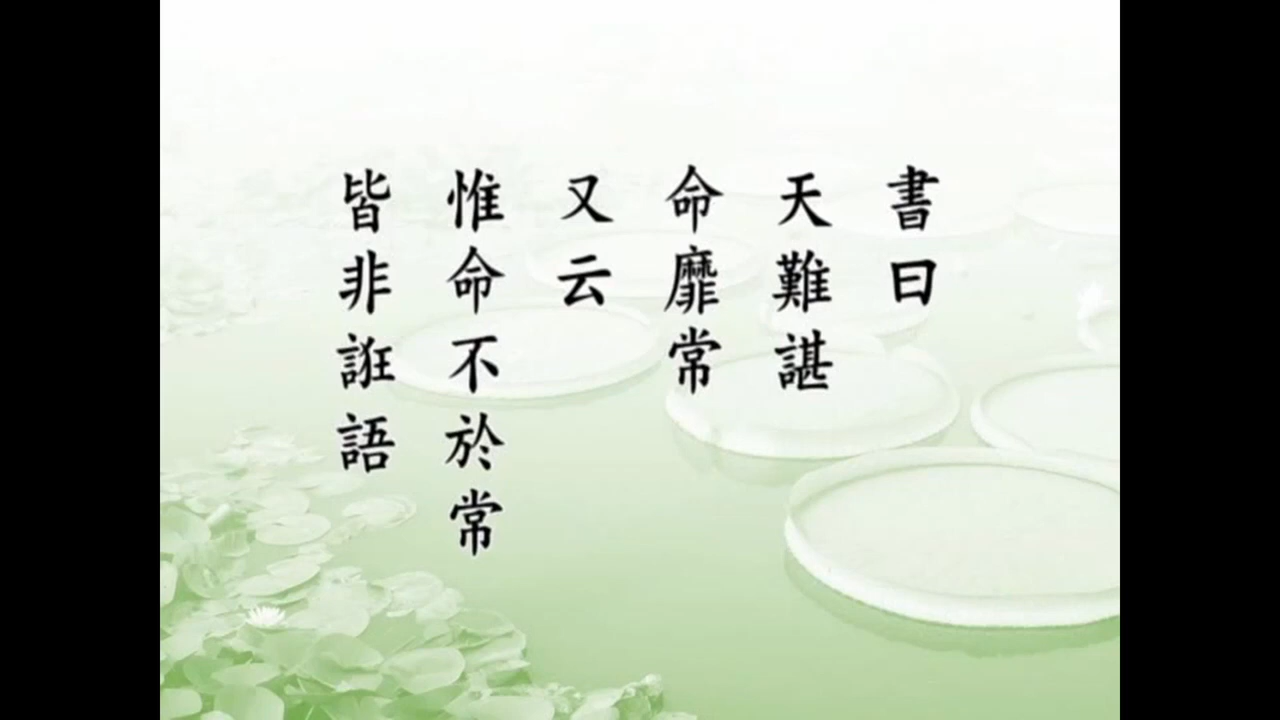 書曰
天難諶
命靡常
又云
惟命不於常
皆非誑語